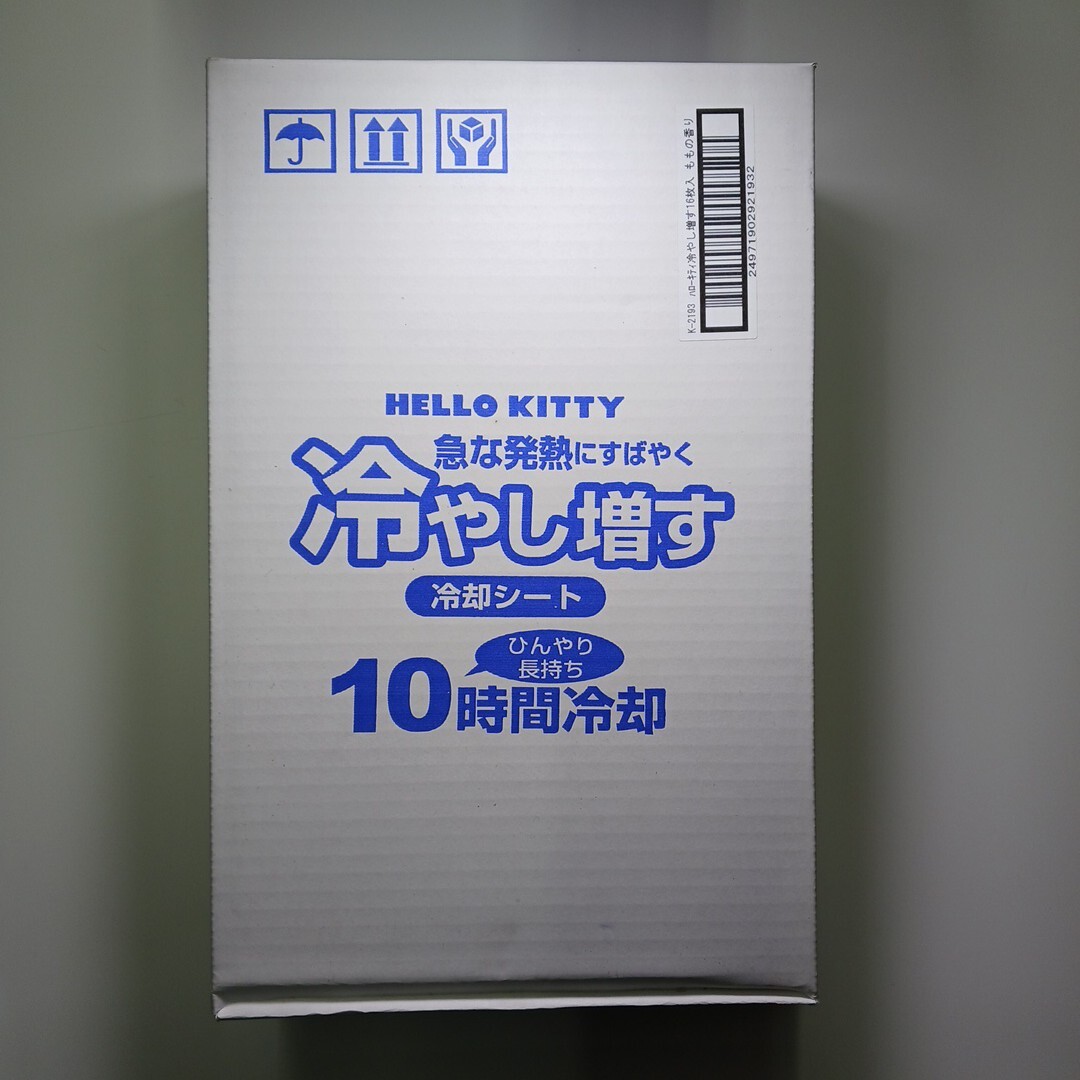 K-2193 ﾊﾛｰｷﾃｨ冷やし増す16枚入 ももの香り
24971902921932
HELLO KITTY
急な発熱にすばやく
冷やし増す
冷却シート
ひんやり
長持ち
10時間冷却